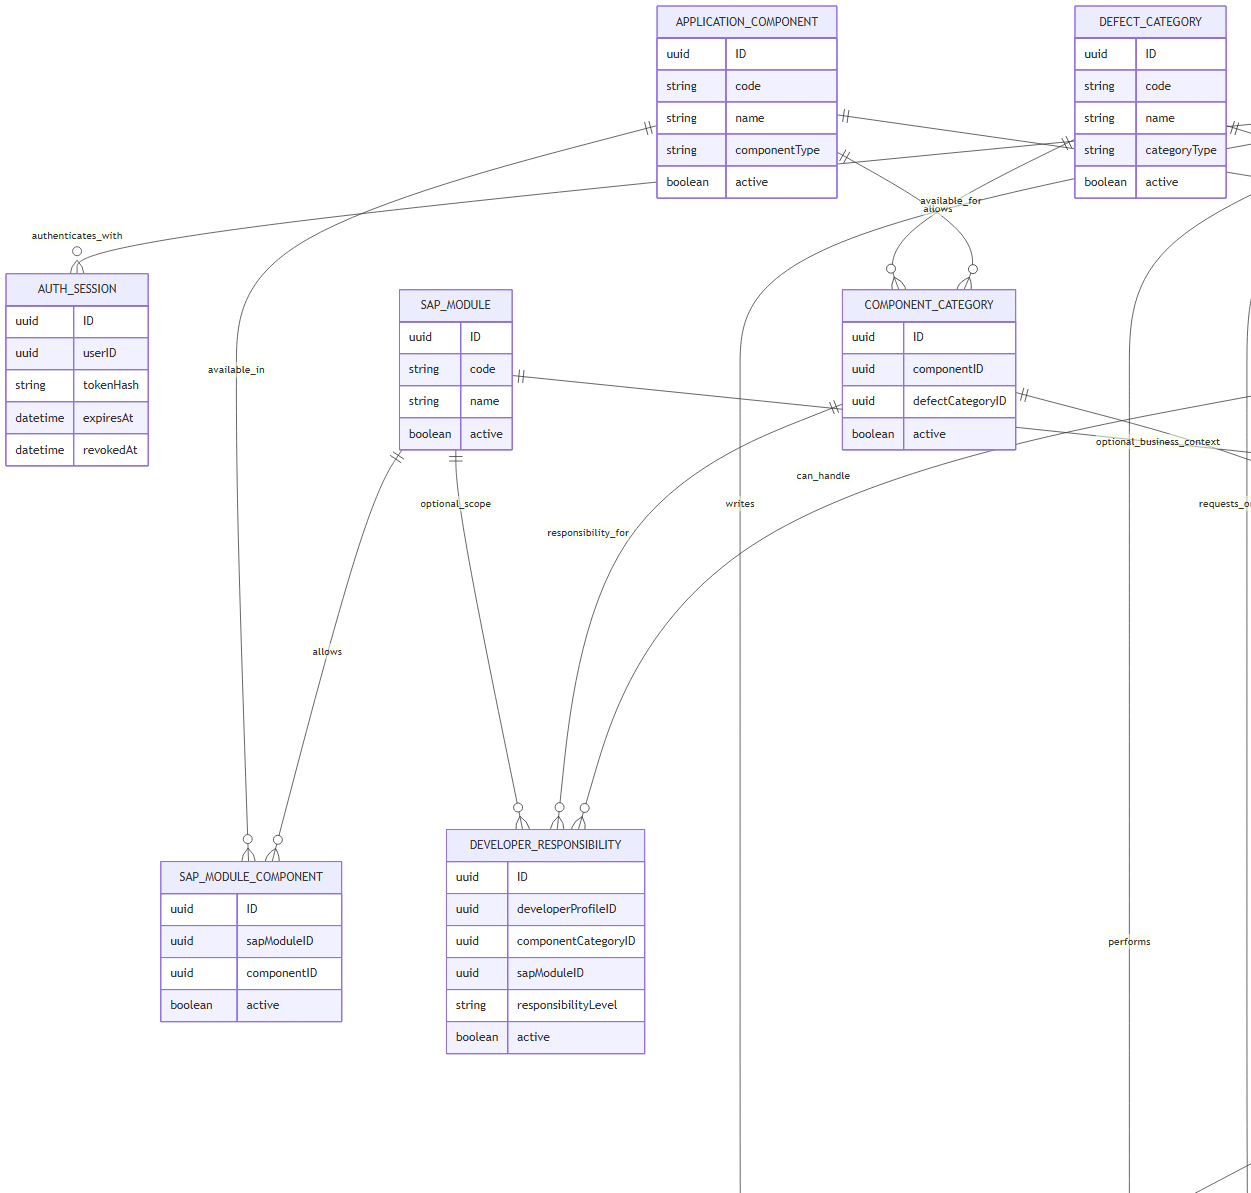 APPLICATION_COMPONENT
uuid ID
string code
string name
string componentType
boolean active
DEFECT_CATEGORY
uuid ID
string code
string name
string categoryType
boolean active
available_for
allows
authenticates_with
AUTH_SESSION
uuid ID
uuid userID
string tokenHash
datetime expiresAt
datetime revokedAt
SAP_MODULE
uuid ID
string code
string name
boolean active
COMPONENT_CATEGORY
uuid ID
uuid componentID
uuid defectCategoryID
boolean active
available_in
optional_business_context
can_handle
optional_scope
writes
requests_o
responsibility_for
allows
SAP_MODULE_COMPONENT
uuid ID
uuid sapModuleID
uuid componentID
boolean active
DEVELOPER_RESPONSIBILITY
uuid ID
uuid developerProfileID
uuid componentCategoryID
uuid sapModuleID
string responsibilityLevel
boolean active
performs